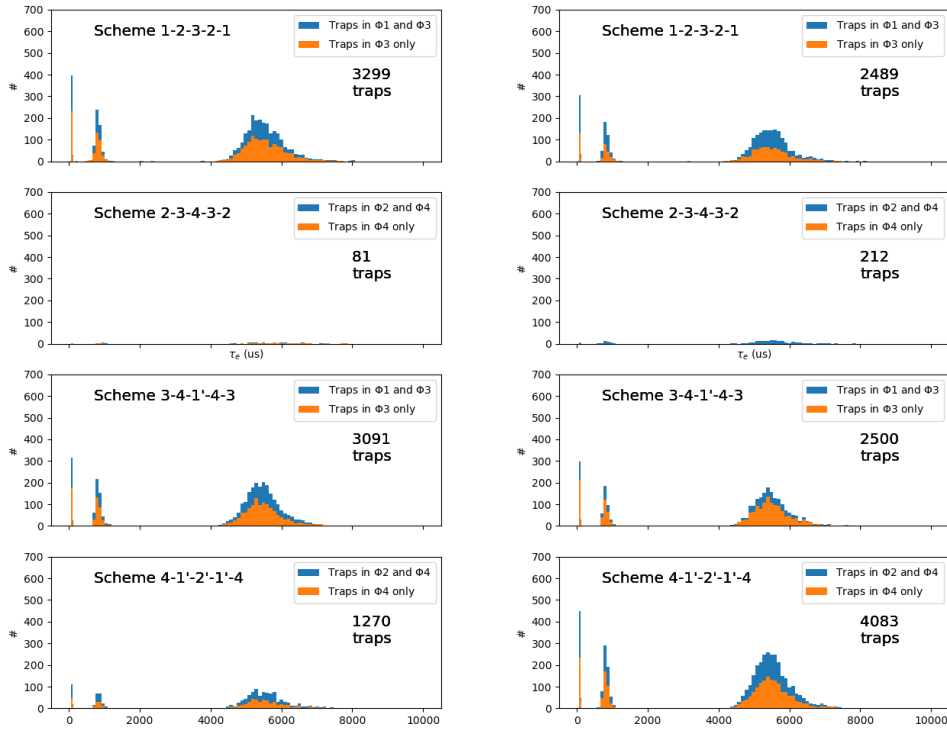 700
600
500
400
300
200
100
0
#
Scheme 1-2-3-2-1
Traps in Φ1 and Φ3
Traps in Φ3 only
3299
traps
700
600
500
400
300
200
100
0
#
Scheme 1-2-3-2-1
Traps in Φ1 and Φ3
Traps in Φ3 only
2489
traps
700
600
500
400
300
200
100
0
#
Scheme 2-3-4-3-2
Traps in Φ2 and Φ4
Traps in Φ4 only
81
traps
τe (us)
700
600
500
400
300
200
100
0
#
Scheme 2-3-4-3-2
Traps in Φ2 and Φ4
Traps in Φ4 only
212
traps
τe (us)
700
600
500
400
300
200
100
0
#
Scheme 3-4-1'-4-3
Traps in Φ1 and Φ3
Traps in Φ3 only
3091
traps
700
600
500
400
300
200
100
0
#
Scheme 3-4-1'-4-3
Traps in Φ1 and Φ3
Traps in Φ3 only
2500
traps
700
600
500
400
300
200
100
0
#
Scheme 4-1'-2'-1'-4
Traps in Φ2 and Φ4
Traps in Φ4 only
1270
traps
0 2000 4000 6000 8000 10000
700
600
500
400
300
200
100
0
#
Scheme 4-1'-2'-1'-4
Traps in Φ2 and Φ4
Traps in Φ4 only
4083
traps
0 2000 4000 6000 8000 10000